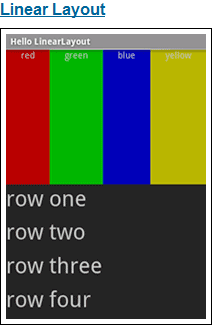 Linear Layout
Hello LinearLayout
red green blue yellow
row one
row two
row three
row four